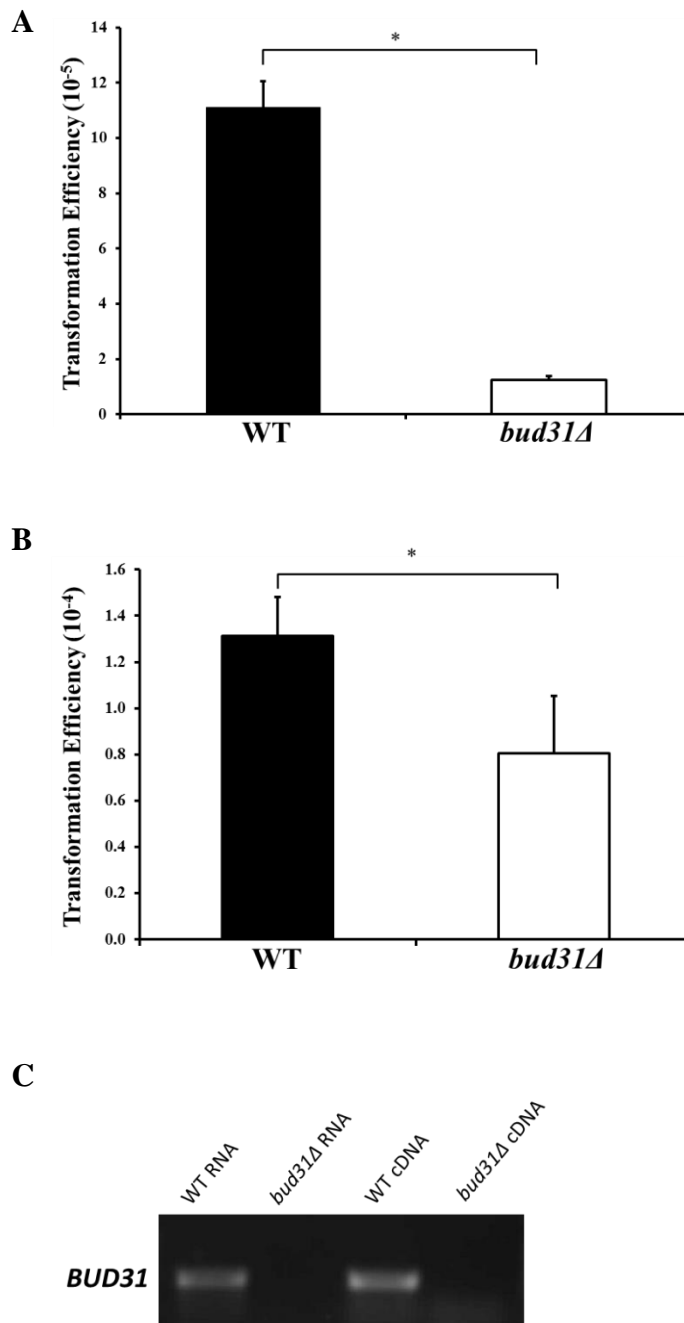 A
Transformation Efficiency (10⁻⁵)
14
12
10
8
6
4
2
0
*
WT
bud31Δ
B
Transformation Efficiency (10⁻⁴)
1.6
1.4
1.2
1.0
0.8
0.6
0.4
0.2
0.0
*
WT
bud31Δ
C
WT RNA
bud31Δ RNA
WT cDNA
bud31Δ cDNA
BUD31